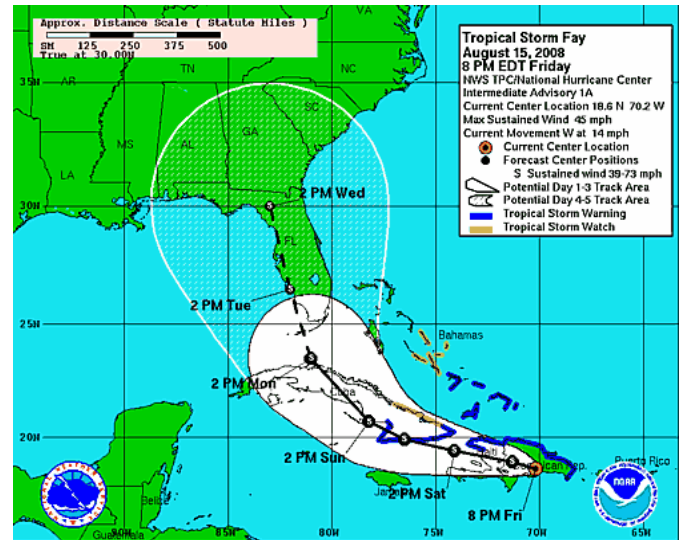 Approx. Distance Scale ( Statute Miles )
SM 125 250 375 500
True at 30.00N
Tropical Storm Fay
August 15, 2008
8 PM EDT Friday
NWS TPC/National Hurricane Center
Intermediate Advisory 1A
Current Center Location 18.6 N 70.2 W
Max Sustained Wind 45 mph
Current Movement W at 14 mph
Current Center Location
Forecast Center Positions
S Sustained wind 39-73 mph
Potential Day 1-3 Track Area
Potential Day 4-5 Track Area
Tropical Storm Warning
Tropical Storm Watch
VA
35N
AR
TN
NC
SC
MS
AL
GA
LA
30N
2 PM Wed
FL
2 PM Tue
25N
Bahamas
2 PM Mon
Cuba
20N
2 PM Sun
Haiti
Rep.
Puerto Rico
2 PM Sat
8 PM Fri
Belize
Guatemala
90W
85W
80W
75W
70W
65W
NOAA